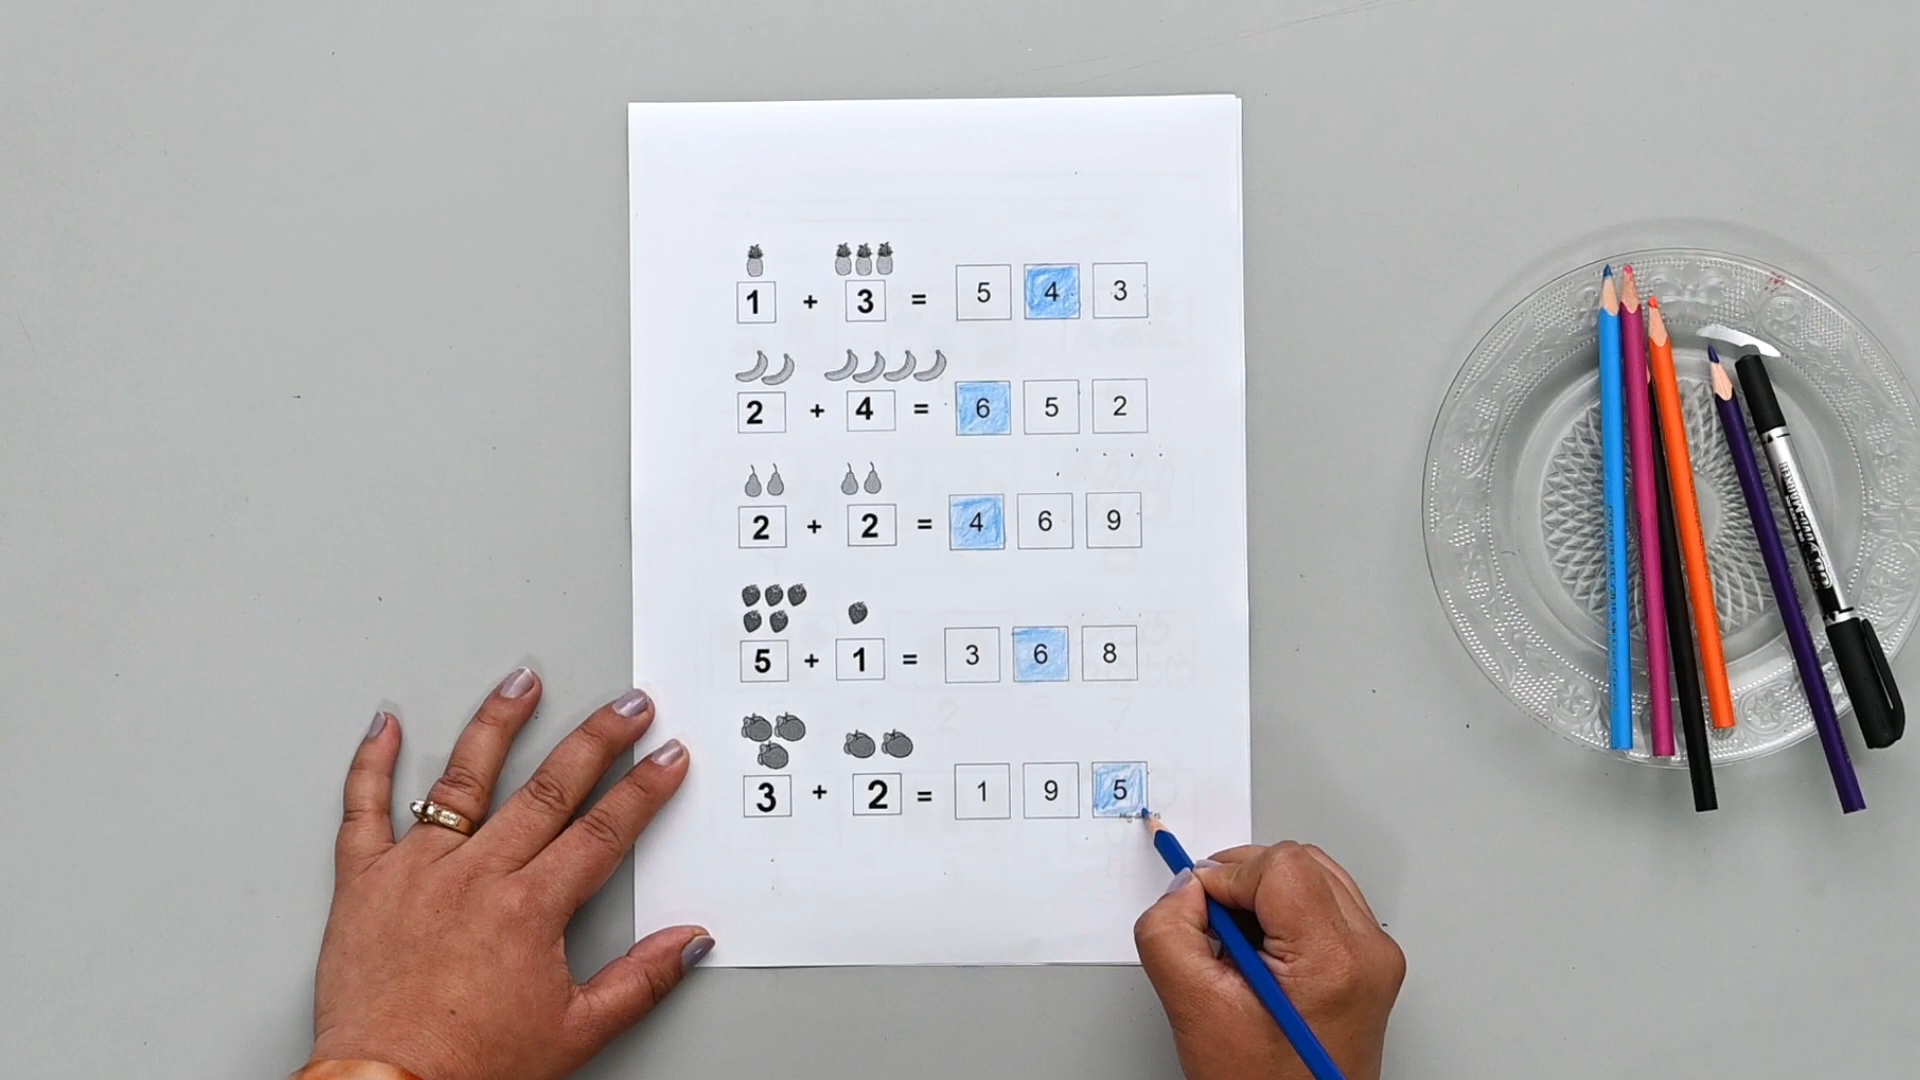 1 + 3 = 5 4 3
2 + 4 = 6 5 2
2 + 2 = 4 6 9
5 + 1 = 3 6 8
3 + 2 = 1 9 5